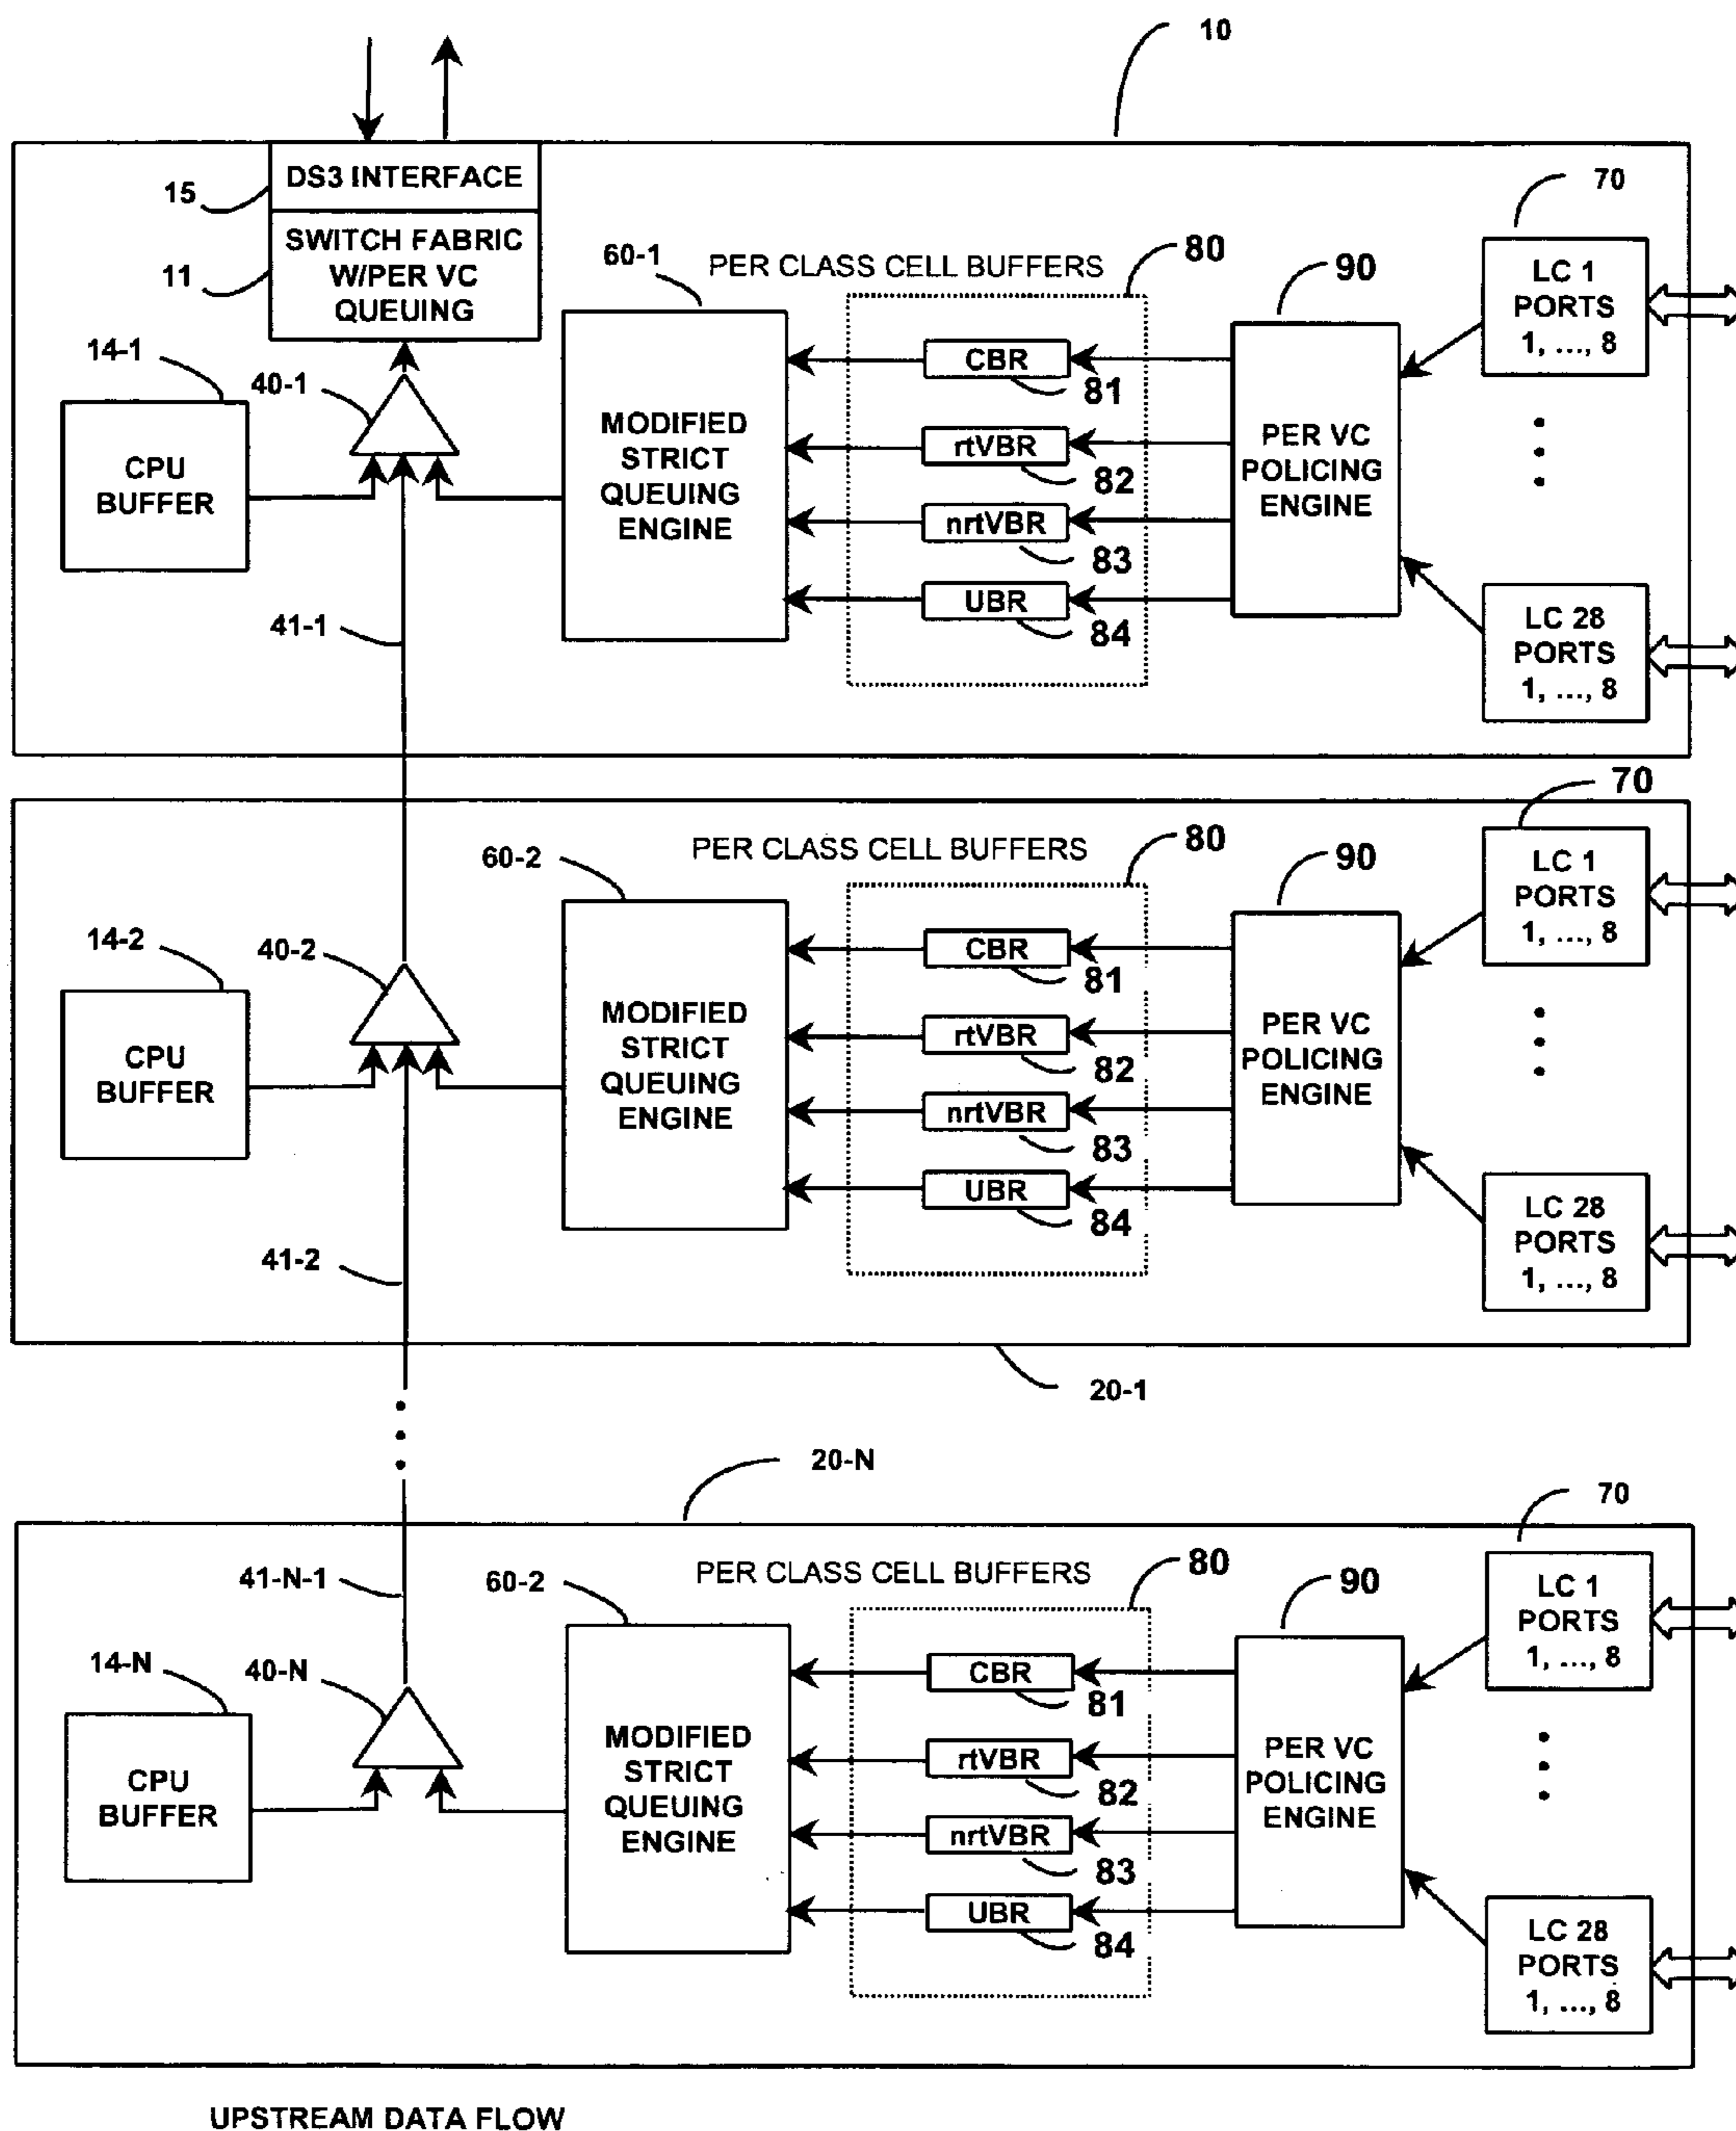 10
DS3 INTERFACE
15
SWITCH FABRIC
W/PER VC
QUEUING
11
14-1
40-1
CPU
BUFFER
41-1
60-1
MODIFIED
STRICT
QUEUING
ENGINE
PER CLASS CELL BUFFERS
80
CBR
81
rtVBR
82
nrtVBR
83
UBR
84
90
PER VC
POLICING
ENGINE
70
LC 1
PORTS
1, ..., 8
LC 28
PORTS
1, ..., 8
14-2
40-2
CPU
BUFFER
41-2
60-2
MODIFIED
STRICT
QUEUING
ENGINE
PER CLASS CELL BUFFERS
80
CBR
81
rtVBR
82
nrtVBR
83
UBR
84
90
PER VC
POLICING
ENGINE
70
LC 1
PORTS
1, ..., 8
LC 28
PORTS
1, ..., 8
20-1
20-N
41-N-1
14-N
40-N
CPU
BUFFER
60-2
MODIFIED
STRICT
QUEUING
ENGINE
PER CLASS CELL BUFFERS
80
CBR
81
rtVBR
82
nrtVBR
83
UBR
84
90
PER VC
POLICING
ENGINE
70
LC 1
PORTS
1, ..., 8
LC 28
PORTS
1, ..., 8
UPSTREAM DATA FLOW